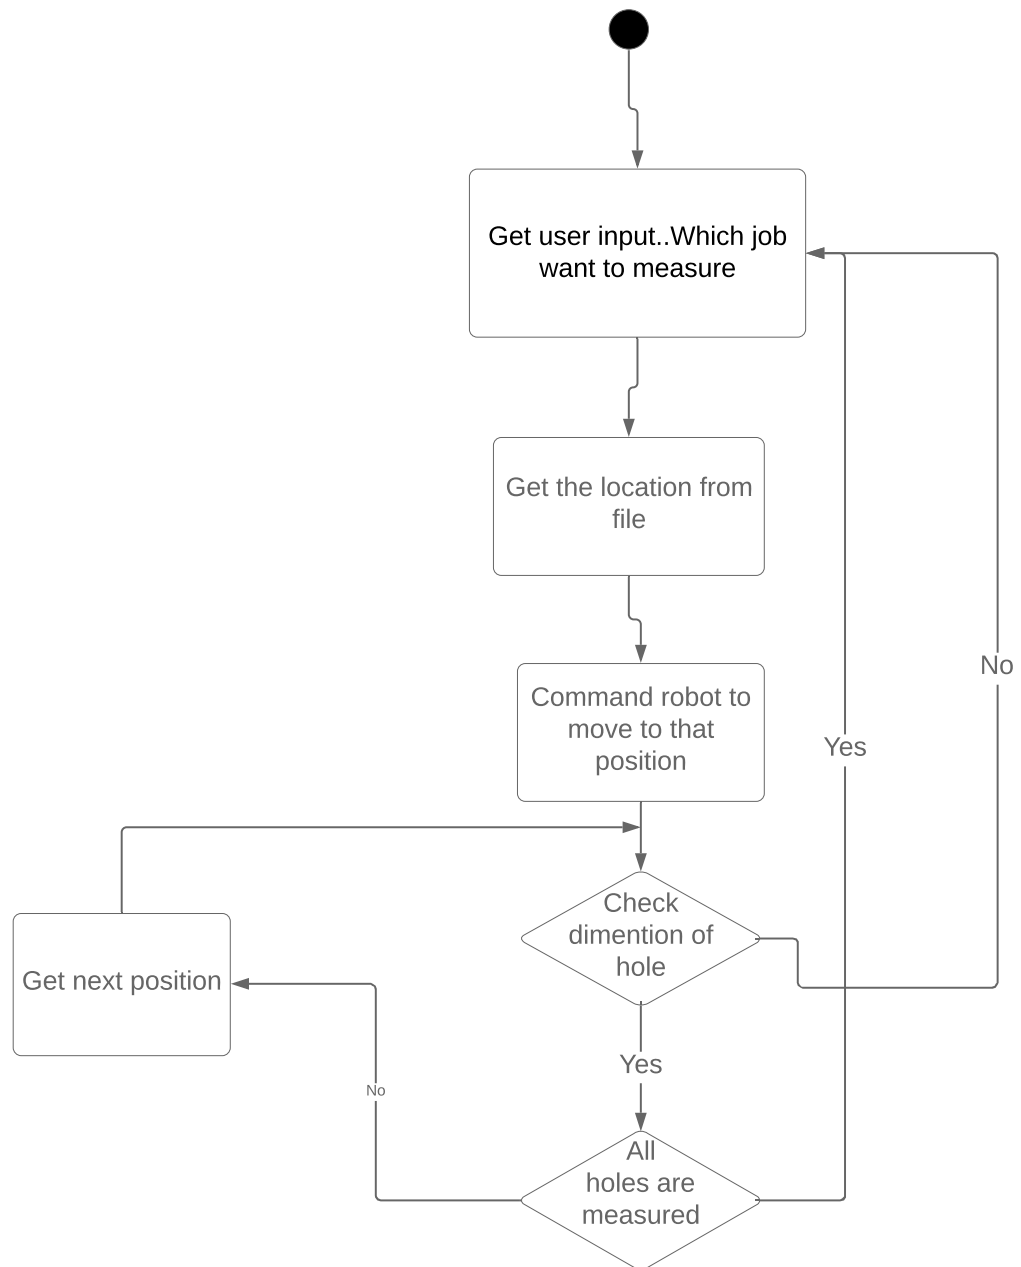 Get user input..Which job
want to measure
Get the location from
file
Command robot to
move to that
position
No
Yes
Check
dimention of
hole
Get next position
Yes
No
All
holes are
measured